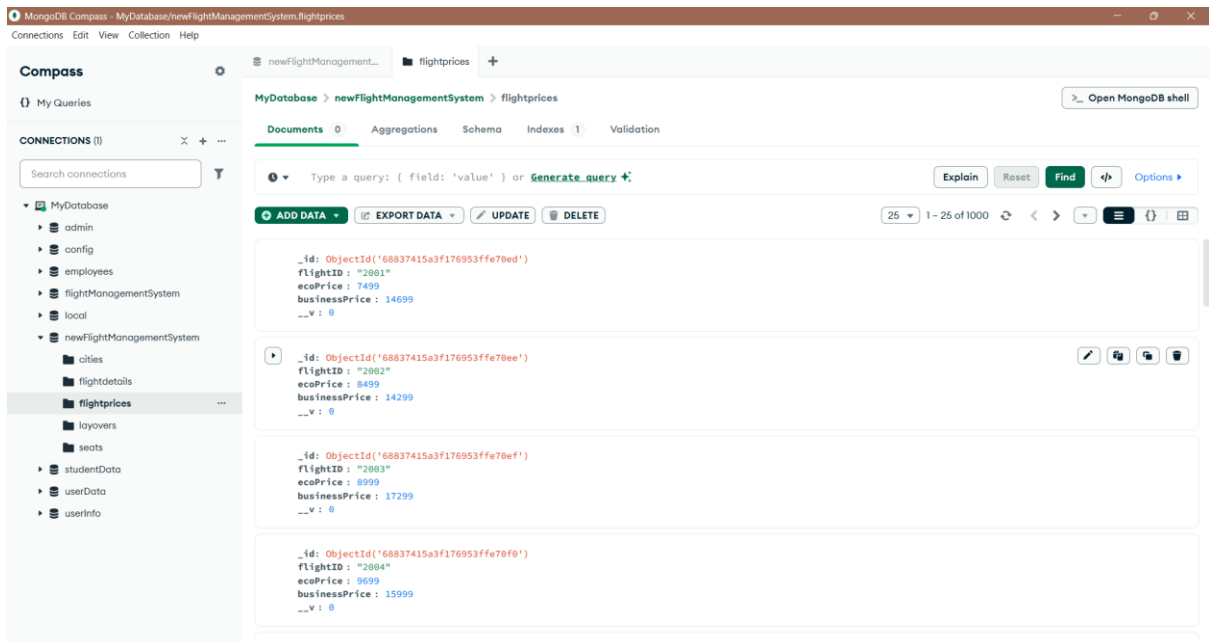 MongoDB Compass - MyDatabase/newFlightManagementSystem.flightprices
Connections Edit View Collection Help
Compass
{} My Queries
CONNECTIONS (1)
Search connections
MyDatabase
admin
config
employees
flightManagementSystem
local
newFlightManagementSystem
cities
flightdetails
flightprices
layovers
seats
studentData
userData
userInfo
newFlightManagement...
flightprices
MyDatabase > newFlightManagementSystem > flightprices
>_ Open MongoDB shell
Documents 0 Aggregations Schema Indexes 1 Validation
Type a query: { field: 'value' } or Generate query
Explain Reset Find </> Options
ADD DATA EXPORT DATA UPDATE DELETE
25 1 – 25 of 1000 {}
_id: ObjectId('68837415a3f176953ffe70ed')
flightID : "2001"
ecoPrice : 7499
businessPrice : 14699
__v : 0
_id: ObjectId('68837415a3f176953ffe70ee')
flightID : "2002"
ecoPrice : 8499
businessPrice : 14299
__v : 0
_id: ObjectId('68837415a3f176953ffe70ef')
flightID : "2003"
ecoPrice : 8999
businessPrice : 17299
__v : 0
_id: ObjectId('68837415a3f176953ffe70f0')
flightID : "2004"
ecoPrice : 9699
businessPrice : 15999
__v : 0